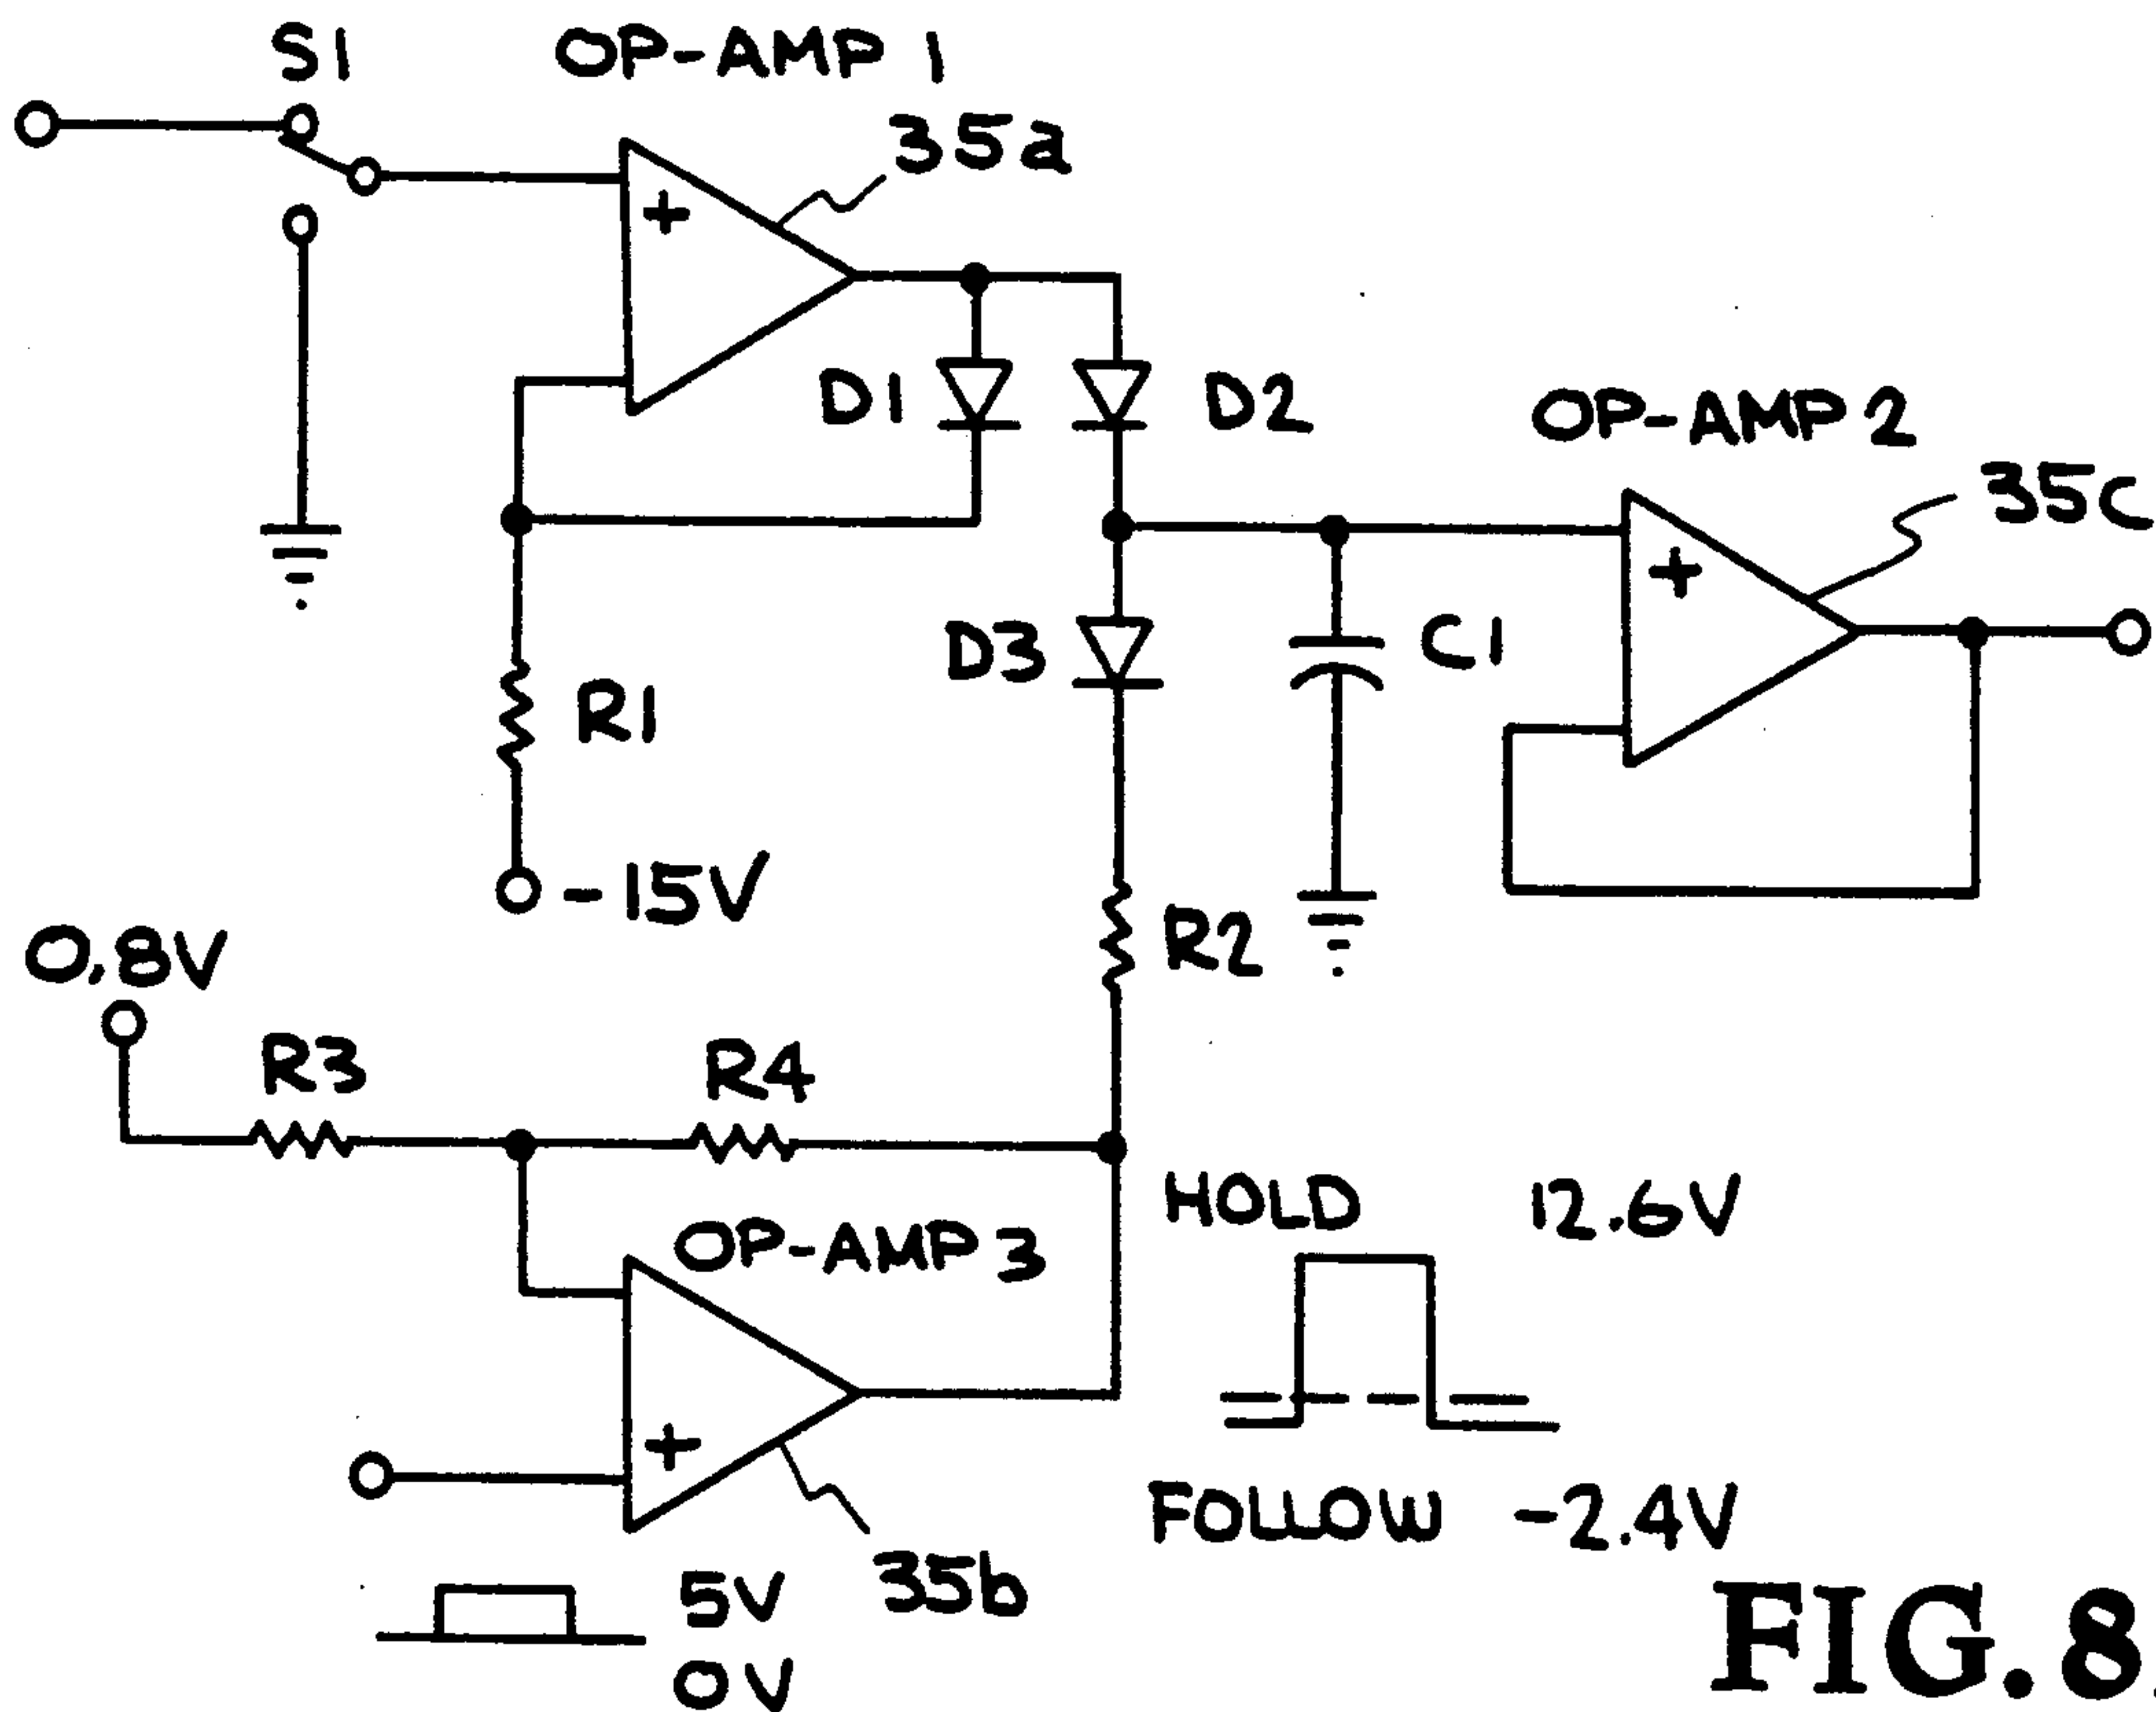 S1
OP-AMP 1
35a
+
D1
D2
OP-AMP 2
35c
+
D3
C1
R1
-15V
R2
0.8V
R3
R4
HOLD 12.6V
OP-AMP 3
+
FOLLOW -2.4V
35b
5V
0V
FIG.8.